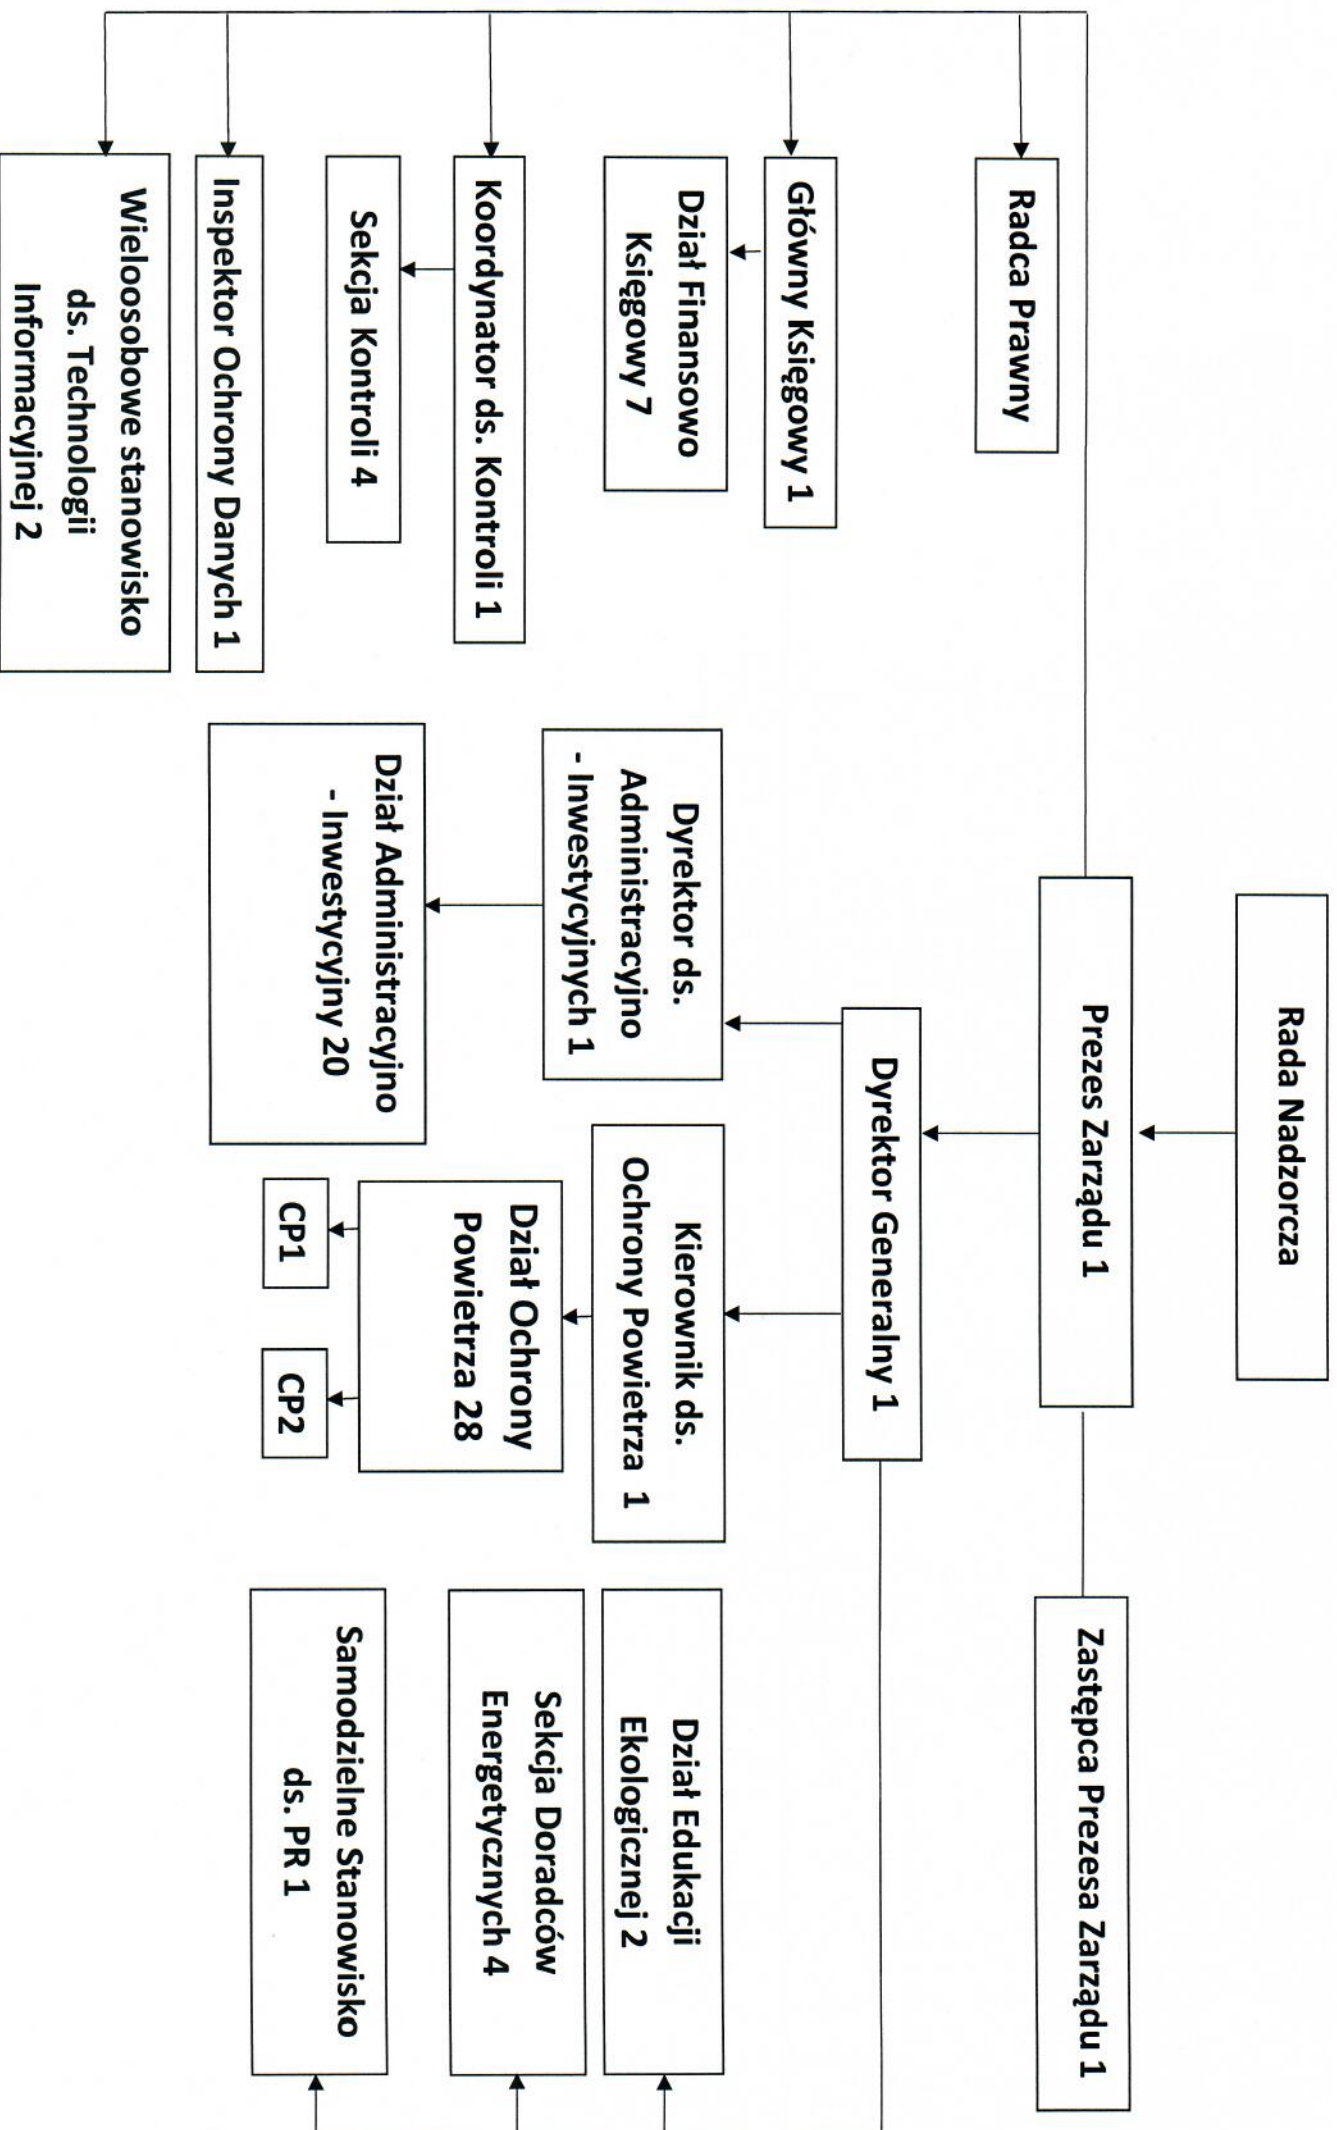 Rada Nadzorcza
Prezes Zarządu 1
Zastępca Prezesa Zarządu 1
Radca Prawny
Główny Księgowy 1
Dział Finansowo
Księgowy 7
Koordynator ds. Kontroli 1
Sekcja Kontroli 4
Inspektor Ochrony Danych 1
Wieloosobowe stanowisko
ds. Technologii
Informacyjnej 2
Dyrektor Generalny 1
Dyrektor ds.
Administracyjno
- Inwestycyjnych 1
Dział Administracyjno
- Inwestycyjny 20
Kierownik ds.
Ochrony Powietrza 1
Dział Ochrony
Powietrza 28
CP1
CP2
Dział Edukacji
Ekologicznej 2
Sekcja Doradców
Energetycznych 4
Samodzielne Stanowisko
ds. PR 1